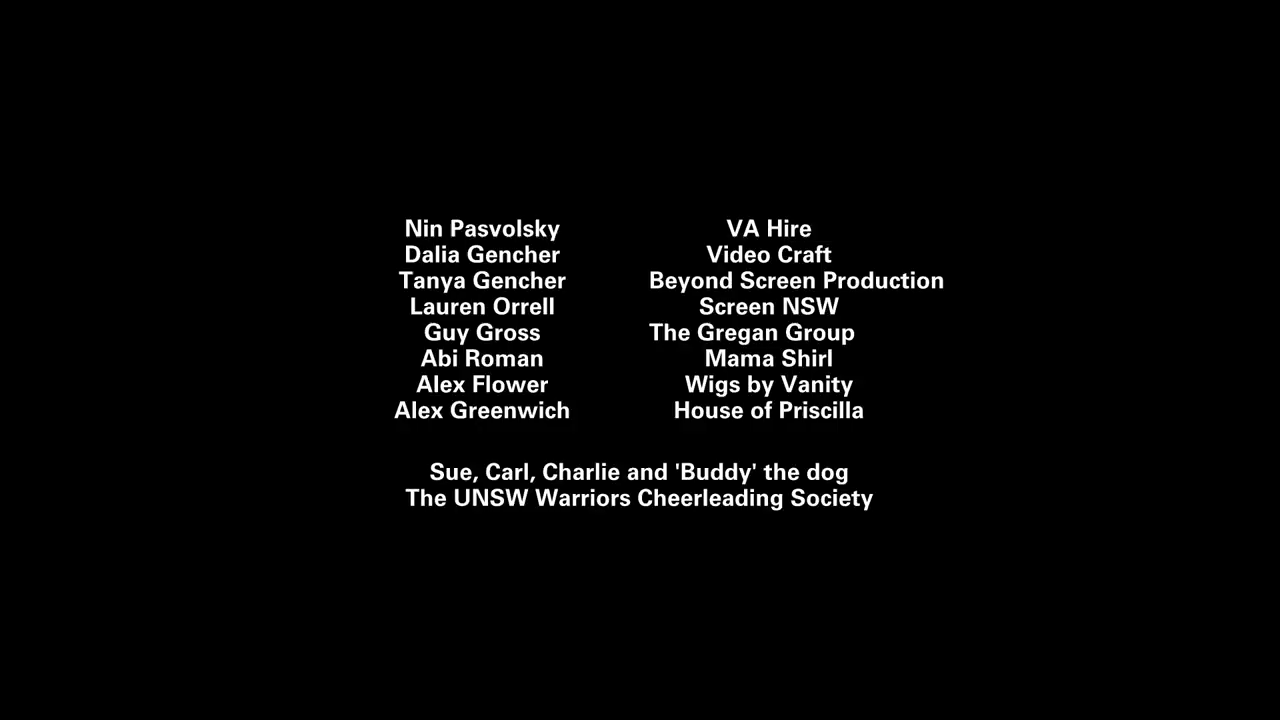 Nin Pasvolsky
Dalia Gencher
Tanya Gencher
Lauren Orrell
Guy Gross
Abi Roman
Alex Flower
Alex Greenwich
VA Hire
Video Craft
Beyond Screen Production
Screen NSW
The Gregan Group
Mama Shirl
Wigs by Vanity
House of Priscilla
Sue, Carl, Charlie and 'Buddy' the dog
The UNSW Warriors Cheerleading Society